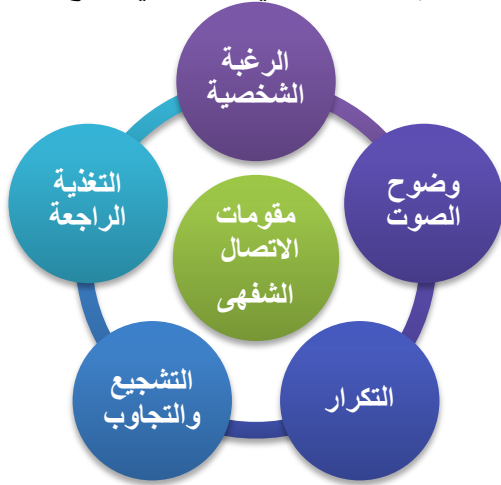 الرغبة
الشخصية
وضوح
الصوت
التكرار
التشجيع
والتجاوب
التغذية
الراجعة
مقومات
الاتصال
الشفهى